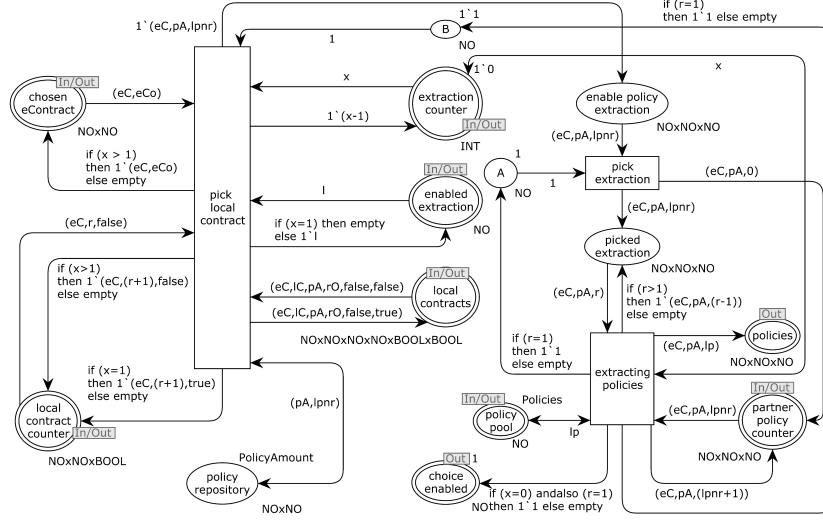 if (r=1)
then 1`1 else empty
1`1
1`(eC,pA,lpnr)
B
1
NO
x
1`0
x
In/Out
(eC,eCo)
chosen
eContract
NOxNO
extraction
counter
In/Out
INT
1`(x-1)
enable policy
extraction
NOxNOxNO
(eC,pA,lpnr)
if (x > 1)
then 1`(eC,eCo)
else empty
pick
local
contract
In/Out
enabled
extraction
NO
l
1
A
1
NO
pick
extraction
(eC,pA,0)
(eC,pA,lpnr)
(eC,r,false)
if (x=1) then empty
else 1`l
picked
extraction
NOxNOxNO
if (x>1)
then 1`(eC,(r+1),false)
else empty
(eC,lC,pA,rO,false,false)
In/Out
local
contracts
(eC,lC,pA,rO,false,true)
NOxNOxNOxNOxBOOLxBOOL
(eC,pA,r)
if (r>1)
then 1`(eC,pA,(r-1))
else empty
Out
policies
NOxNOxNO
(eC,pA,lp)
if (r=1)
then 1`1
else empty
extracting
policies
if (x=1)
then 1`(eC,(r+1),true)
else empty
local
contract
counter
In/Out
NOxNOxBOOL
(pA,lpnr)
In/Out
Policies
policy
pool
NO
lp
(eC,pA,lpnr)
In/Out
partner
policy
counter
NOxNOxNO
PolicyAmount
policy
repository
NOxNO
Out
1
choice
enabled
NO
if (x=0) andalso (r=1)
then 1`1 else empty
(eC,pA,(lpnr+1))